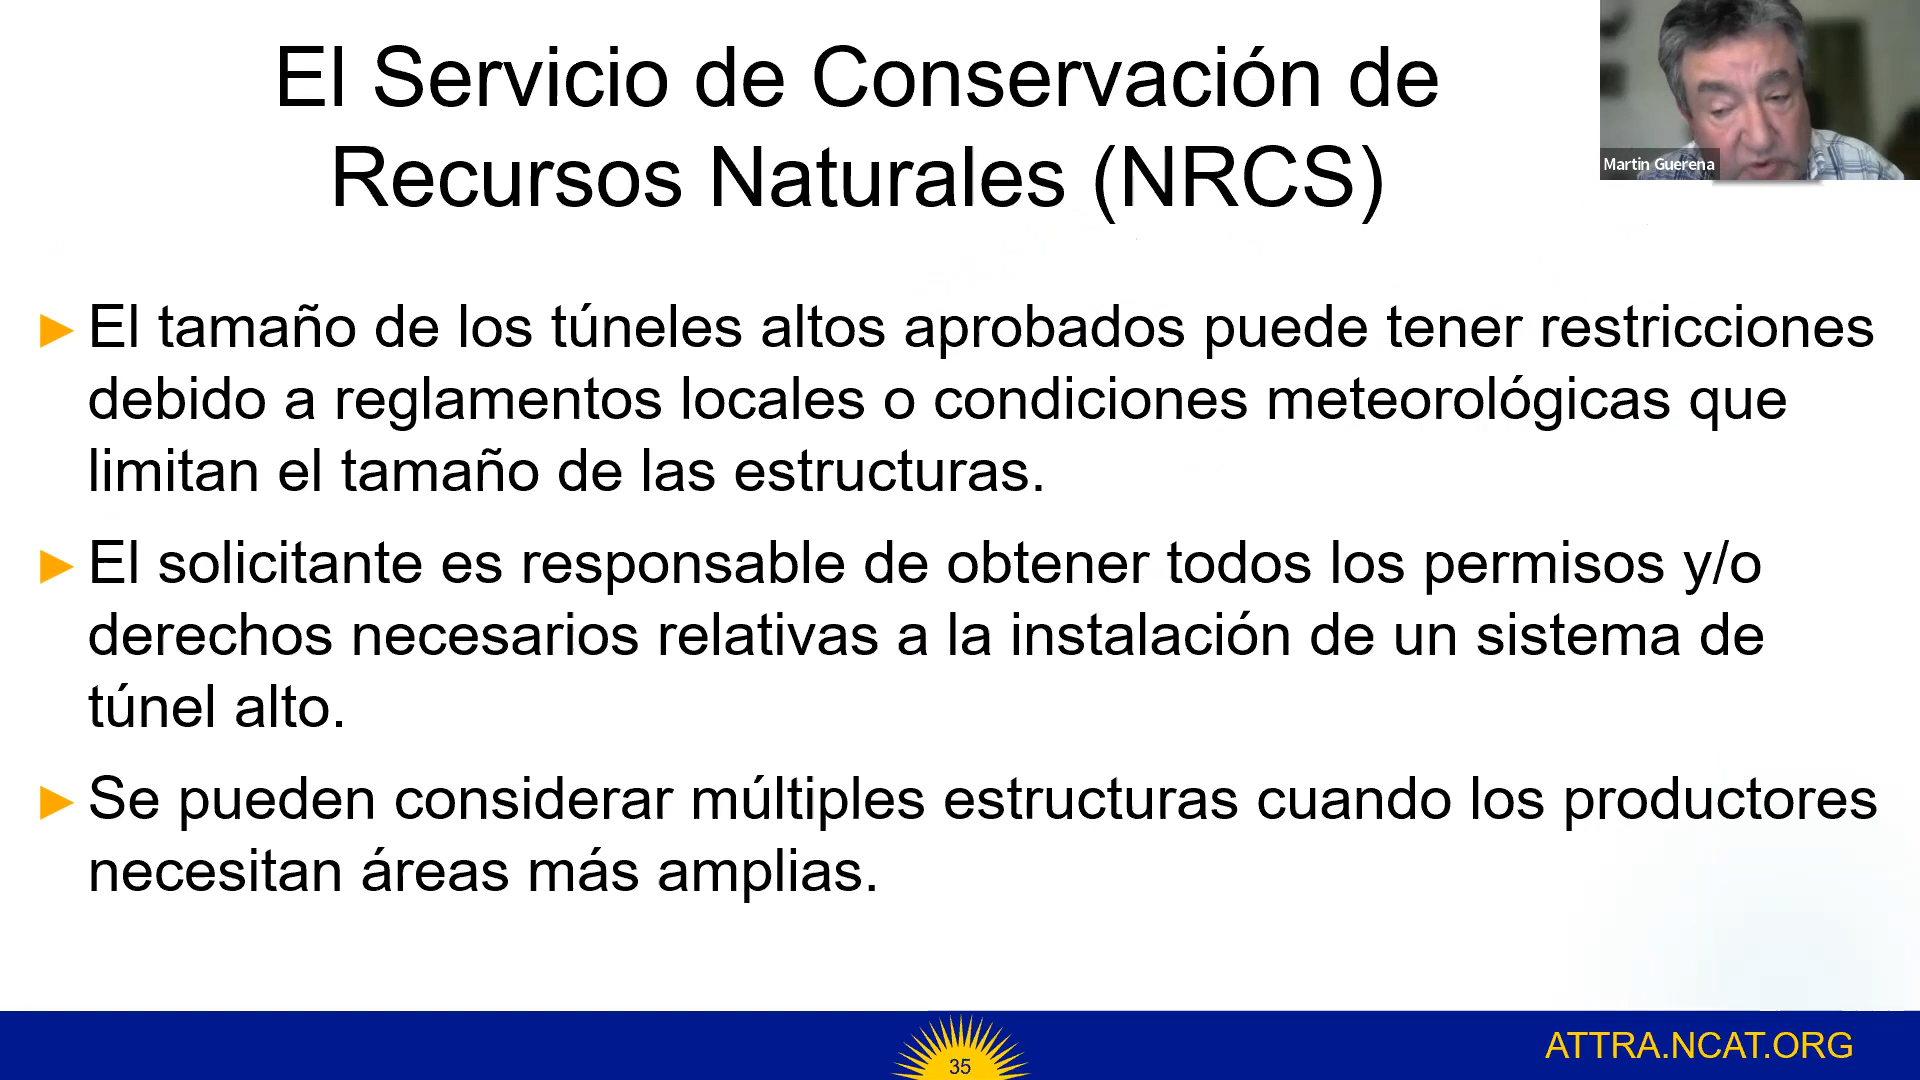 El Servicio de Conservación de
Recursos Naturales (NRCS)
Martin Guerena
El tamaño de los túneles altos aprobados puede tener restricciones
debido a reglamentos locales o condiciones meteorológicas que
limitan el tamaño de las estructuras.
El solicitante es responsable de obtener todos los permisos y/o
derechos necesarios relativas a la instalación de un sistema de
túnel alto.
Se pueden considerar múltiples estructuras cuando los productores
necesitan áreas más amplias.
35
ATTRA.NCAT.ORG